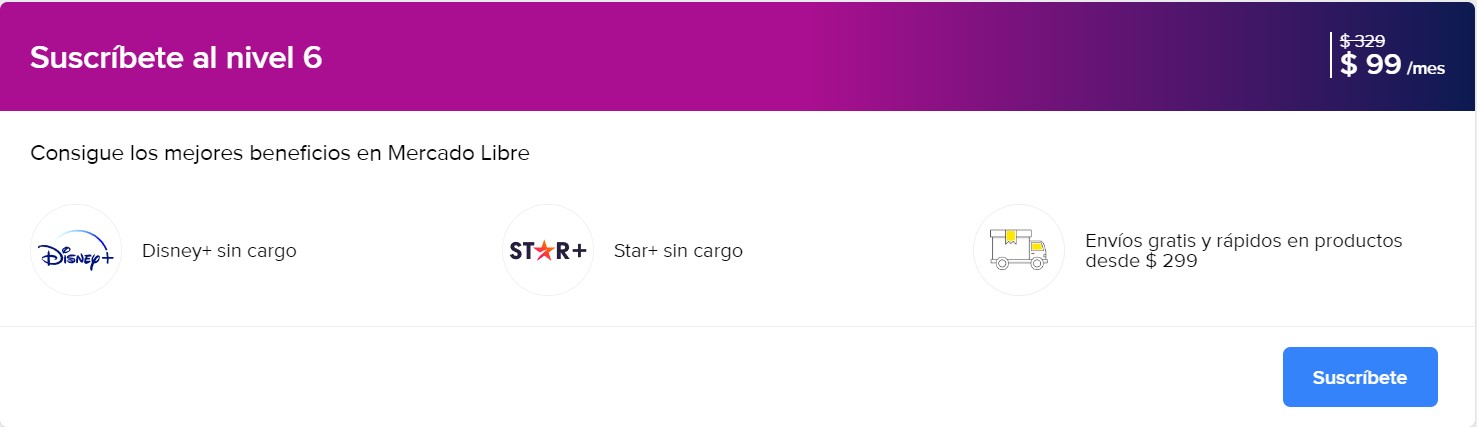 Suscríbete al nivel 6
$ 329
$ 99 /mes
Consigue los mejores beneficios en Mercado Libre
Disney+
Disney+ sin cargo
ST★R+
Star+ sin cargo
Envíos gratis y rápidos en productos
desde $ 299
Suscríbete